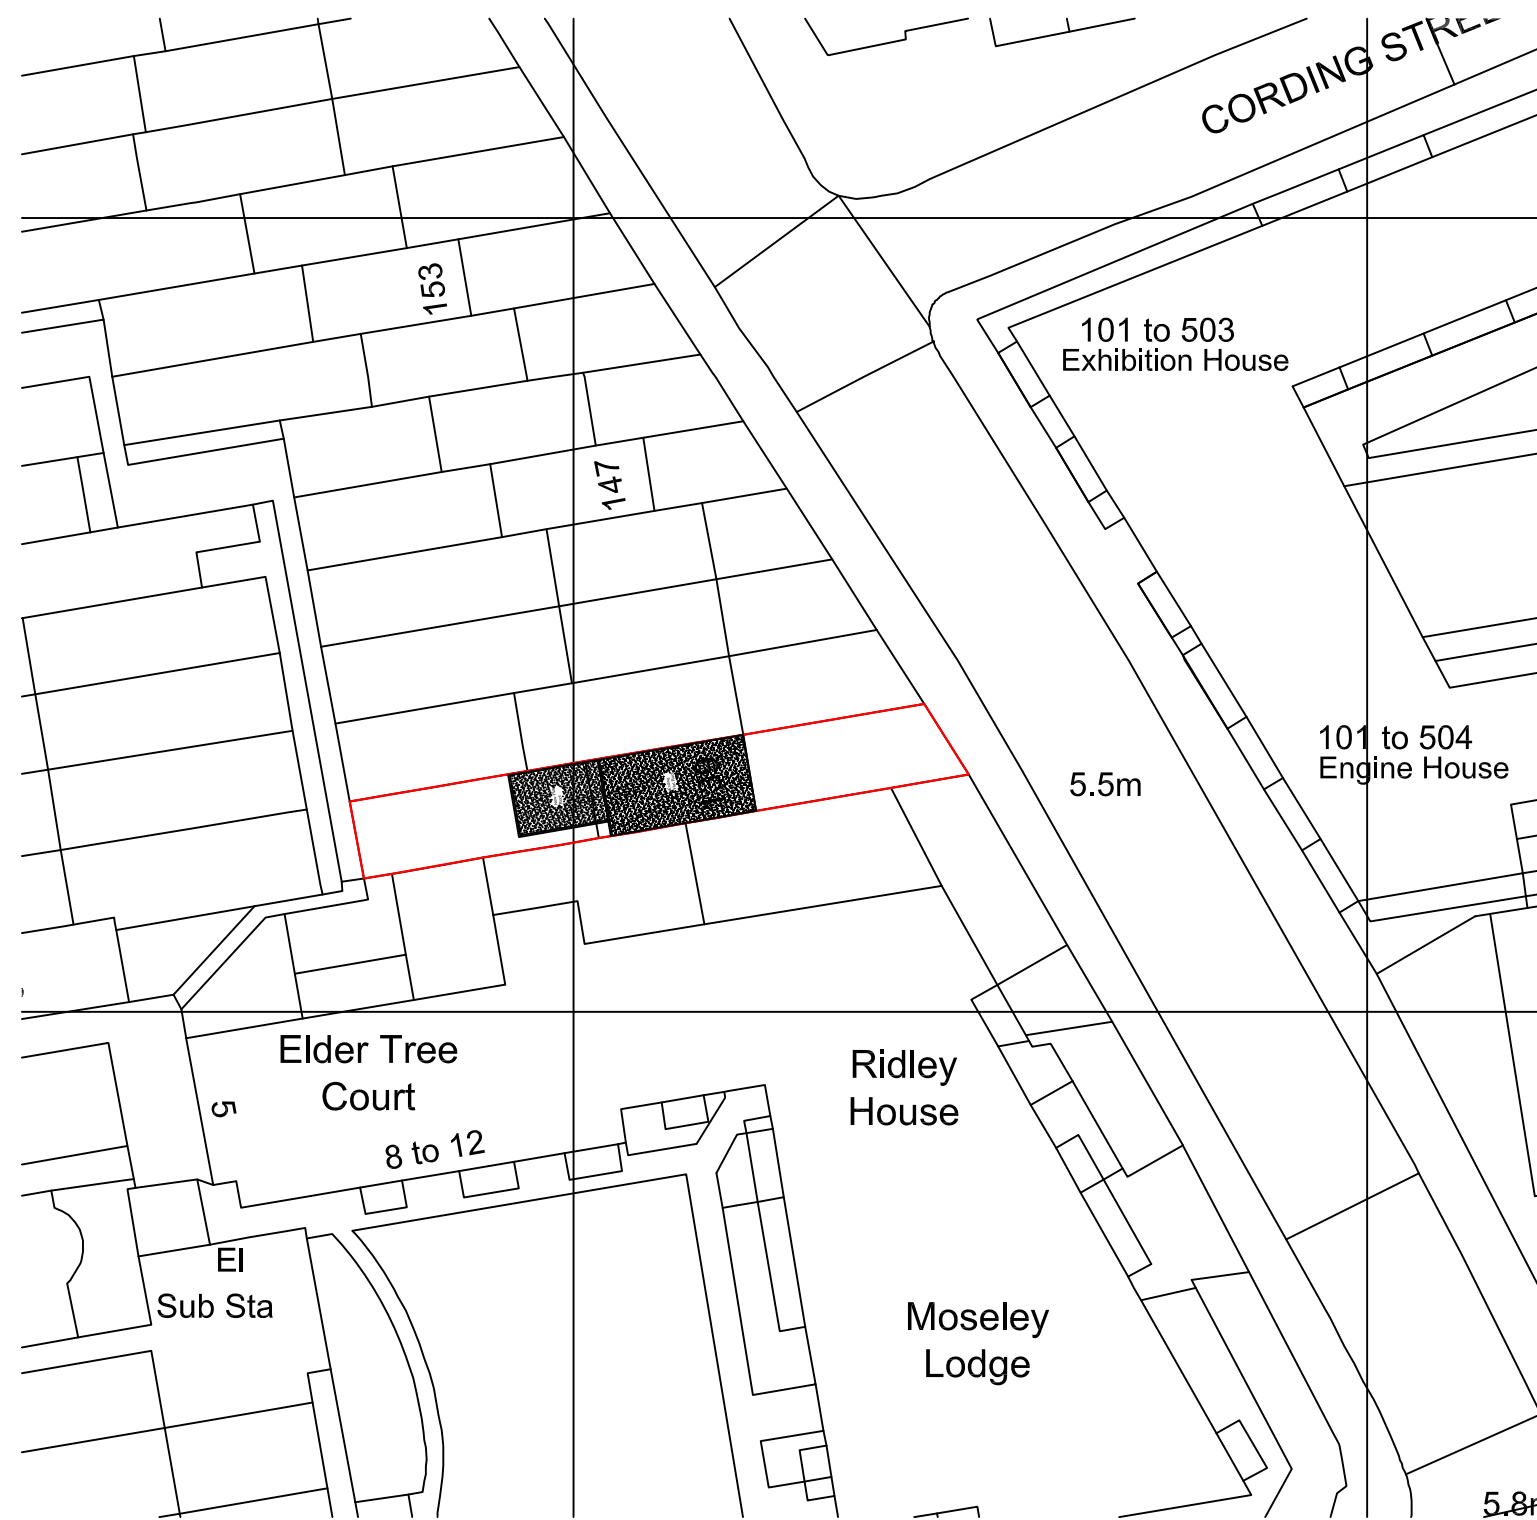 CORDING STREE
153
101 to 503
Exhibition House
147
101 to 504
Engine House
5.5m
Elder Tree
Court
Ridley
House
5
8 to 12
El
Sub Sta
Moseley
Lodge